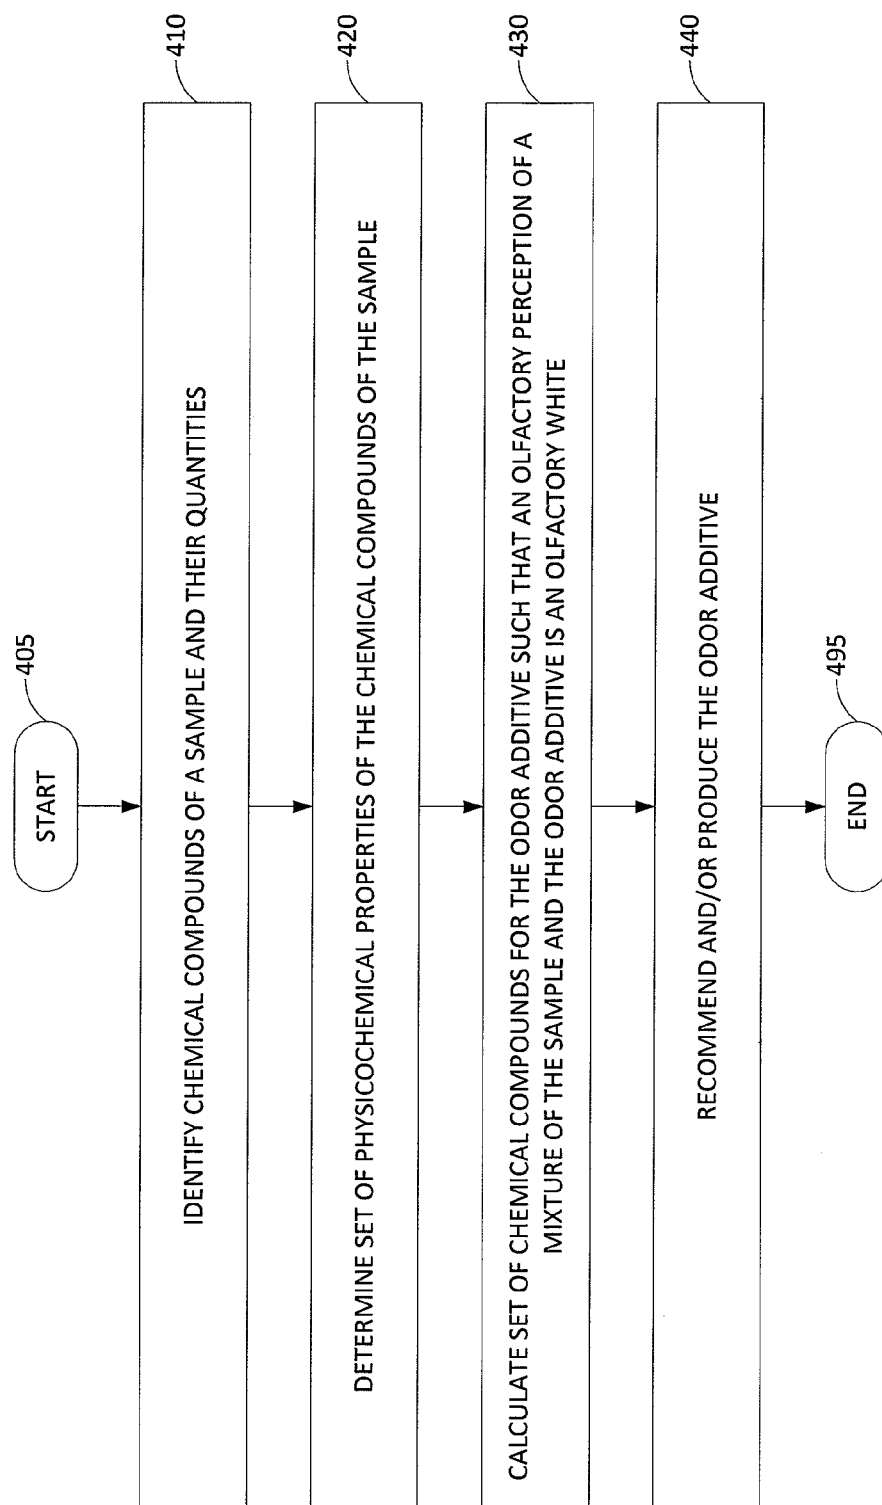 START
405
IDENTIFY CHEMICAL COMPOUNDS OF A SAMPLE AND THEIR QUANTITIES
410
DETERMINE SET OF PHYSICOCHEMICAL PROPERTIES OF THE CHEMICAL COMPOUNDS OF THE SAMPLE
420
CALCULATE SET OF CHEMICAL COMPOUNDS FOR THE ODOR ADDITIVE SUCH THAT AN OLFACTORY PERCEPTION OF A
MIXTURE OF THE SAMPLE AND THE ODOR ADDITIVE IS AN OLFACTORY WHITE
430
RECOMMEND AND/OR PRODUCE THE ODOR ADDITIVE
440
END
495